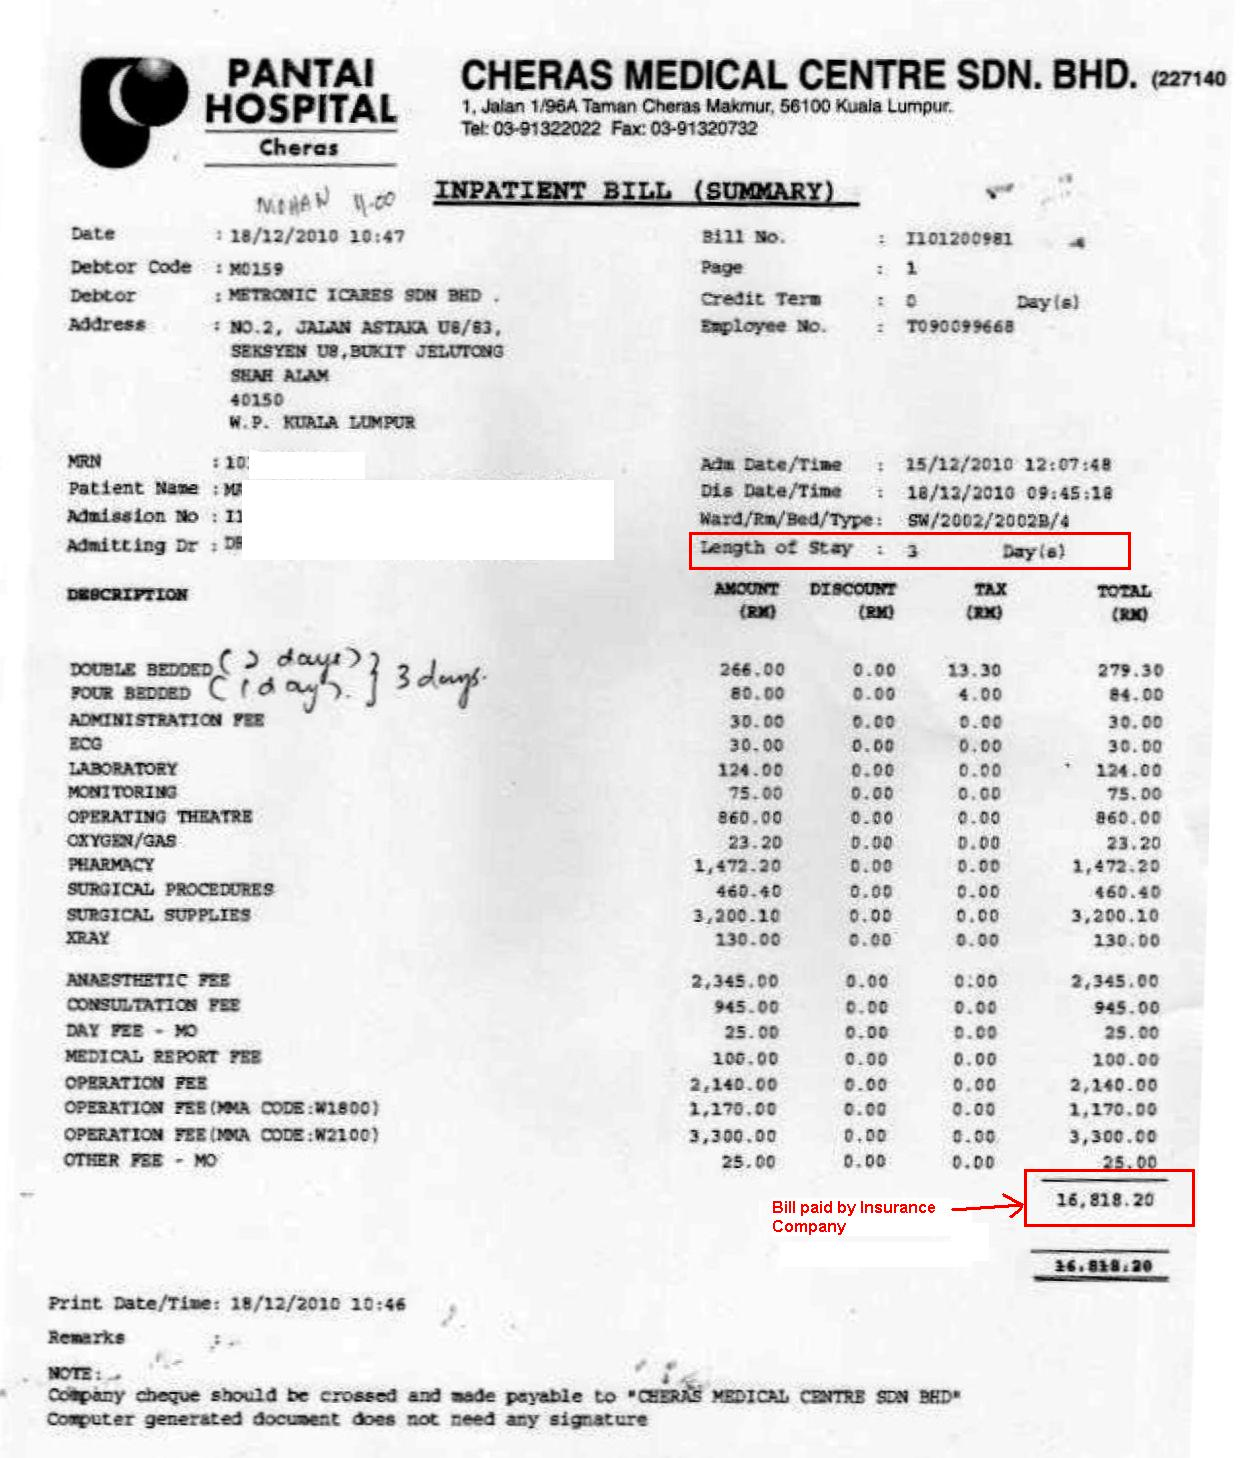 PANTAI
HOSPITAL
Cheras
CHERAS MEDICAL CENTRE SDN. BHD. (227140
1, Jalan 1/96A Taman Cheras Makmur, 56100 Kuala Lumpur.
Tel: 03-91322022 Fax: 03-91320732
INPATIENT BILL (SUMMARY)
MOHAN 11-00
Date : 18/12/2010 10:47
Bill No. : I101200981
Debtor Code : M0159
Page : 1
Debtor : METRONIC ICARES SDN BHD .
Credit Term : 0 Day(s)
Address : NO.2, JALAN ASTAKA U8/83,
Employee No. : T090099668
SEKSYEN U8,BUKIT JELUTONG
SHAH ALAM
40150
W.P. KUALA LUMPUR
MRN : 10
Adm Date/Time : 15/12/2010 12:07:48
Patient Name : MA
Dis Date/Time : 18/12/2010 09:45:18
Admission No : I1
Ward/Rm/Bed/Type: SW/2002/2002B/4
Admitting Dr : DR
Length of Stay : 3 Day(s)
DESCRIPTION AMOUNT DISCOUNT TAX TOTAL
(RM) (RM) (RM) (RM)
DOUBLE BEDDED (2 days) 266.00 0.00 13.30 279.30
FOUR BEDDED (1 day). } 3 days. 80.00 0.00 4.00 84.00
ADMINISTRATION FEE 30.00 0.00 0.00 30.00
ECG 30.00 0.00 0.00 30.00
LABORATORY 124.00 0.00 0.00 124.00
MONITORING 75.00 0.00 0.00 75.00
OPERATING THEATRE 860.00 0.00 0.00 860.00
OXYGEN/GAS 23.20 0.00 0.00 23.20
PHARMACY 1,472.20 0.00 0.00 1,472.20
SURGICAL PROCEDURES 460.40 0.00 0.00 460.40
SURGICAL SUPPLIES 3,200.10 0.00 0.00 3,200.10
XRAY 130.00 0.00 0.00 130.00
ANAESTHETIC FEE 2,345.00 0.00 0.00 2,345.00
CONSULTATION FEE 945.00 0.00 0.00 945.00
DAY FEE - MO 25.00 0.00 0.00 25.00
MEDICAL REPORT FEE 100.00 0.00 0.00 100.00
OPERATION FEE 2,140.00 0.00 0.00 2,140.00
OPERATION FEE(MMA CODE:W1800) 1,170.00 0.00 0.00 1,170.00
OPERATION FEE(MMA CODE:W2100) 3,300.00 0.00 0.00 3,300.00
OTHER FEE - MO 25.00 0.00 0.00 25.00
Bill paid by Insurance
Company
16,818.20
16,818.20
Print Date/Time: 18/12/2010 10:46
Remarks :
NOTE:
Company cheque should be crossed and made payable to "CHERAS MEDICAL CENTRE SDN BHD"
Computer generated document does not need any signature